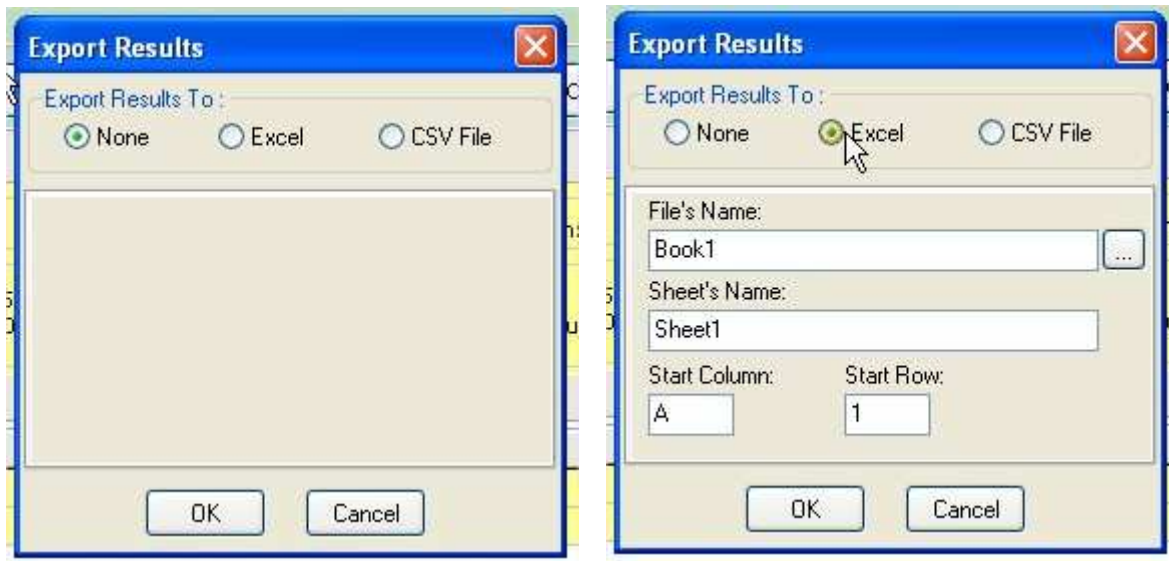 Export Results
Export Results To :
None Excel CSV File
OK Cancel
Export Results
Export Results To :
None Excel CSV File
File's Name:
Book1 ...
Sheet's Name:
Sheet1
Start Column: Start Row:
A 1
OK Cancel